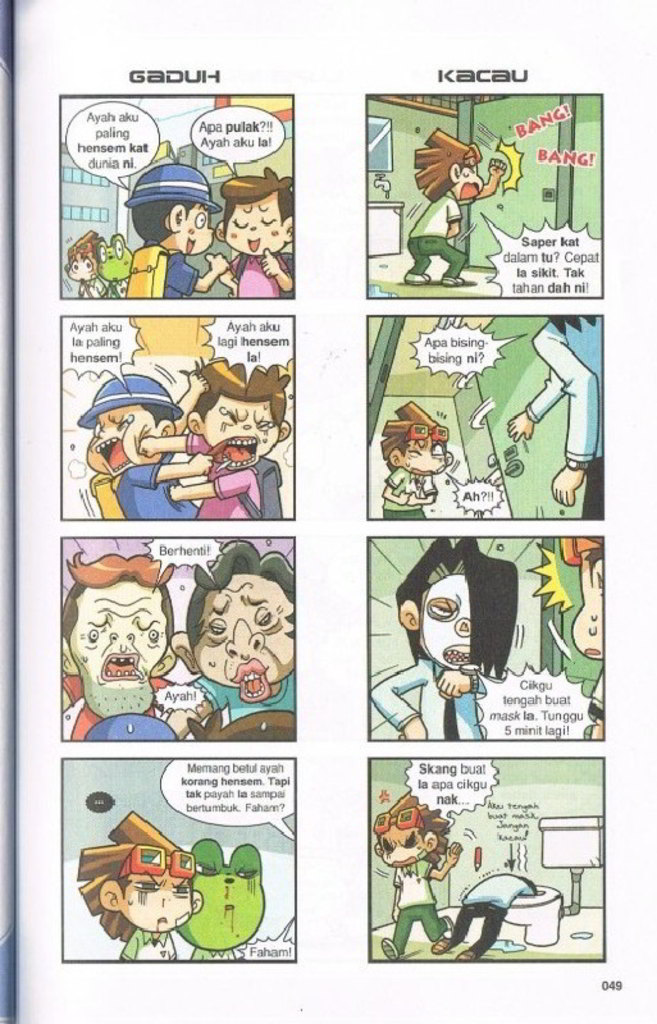 GADUH
Ayah aku
paling
hensem kat
dunia ni.
Apa pulak?!!
Ayah aku la!
Ayah aku
la paling
hensem!
Ayah aku
lagi hensem
la!
Berhenti!
Ayah!
Memang betul ayah
korang hensem. Tapi
tak payah la sampai
bertumbuk. Faham?
...
Faham!
KACAU
BANG!
BANG!
Saper kat
dalam tu? Cepat
la sikit. Tak
tahan dah ni!
Apa bising-
bising ni?
Ah?!!
Cikgu
tengah buat
mask la. Tunggu
5 minit lagi!
Skang buat
la apa cikgu
nak...
Aku tengah
buat mask.
Jangan
kacau!
049